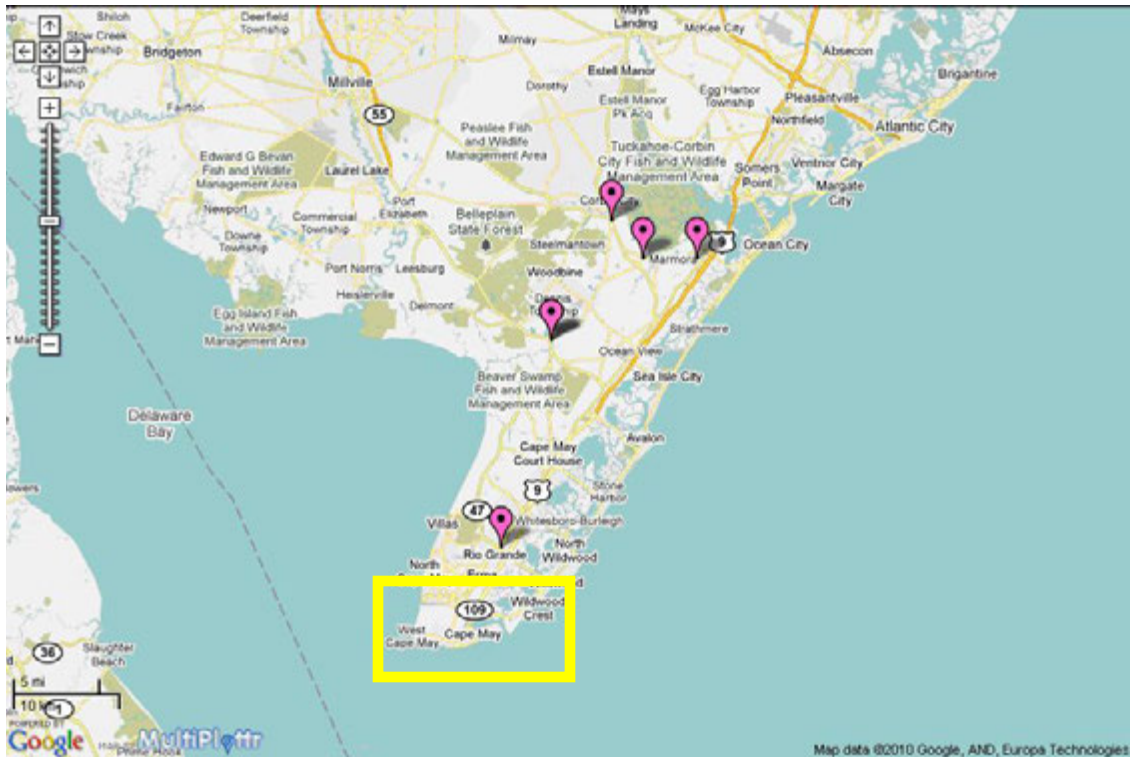 Shiloh
Deerfield
Township
Mays
Landing
McKee City
Stow Creek
Township
Bridgeton
Milmay
Absecon
Estell Manor
Brigantine
Millville
Dorothy
Egg Harbor
Township
Pleasantville
Estell Manor
Pk Acq
Fairton
55
Northfield
Atlantic City
Peaslee Fish
and Wildlife
Management Area
Tuckahoe-Corbin
City Fish and Wildlife
Management Area
Edward G Bevan
Fish and Wildlife
Management Area
Laurel Lake
Somers
Point
Ventnor City
Margate
City
Newport
Commercial
Township
Port
Elizabeth
Belleplain
State Forest
Downe
Township
Steelmantown
9
Ocean City
Marmora
Port Norris
Leesburg
Woodbine
Heislerville
Delmont
Egg Island Fish
and Wildlife
Management Area
Strathmere
Ocean View
Beaver Swamp
Fish and Wildlife
Management Area
Sea Isle City
Delaware
Bay
Avalon
Cape May
Court House
9
Stone
Harbor
47
Villas
Whitesboro-Burleigh
Rio Grande
North
Wildwood
North
109
Wildwood
Crest
West
Cape May
Cape May
36
Slaughter
Beach
5 mi
1
POWERED BY
Google
MultiPlottr
Map data ©2010 Google, AND, Europa Technologies